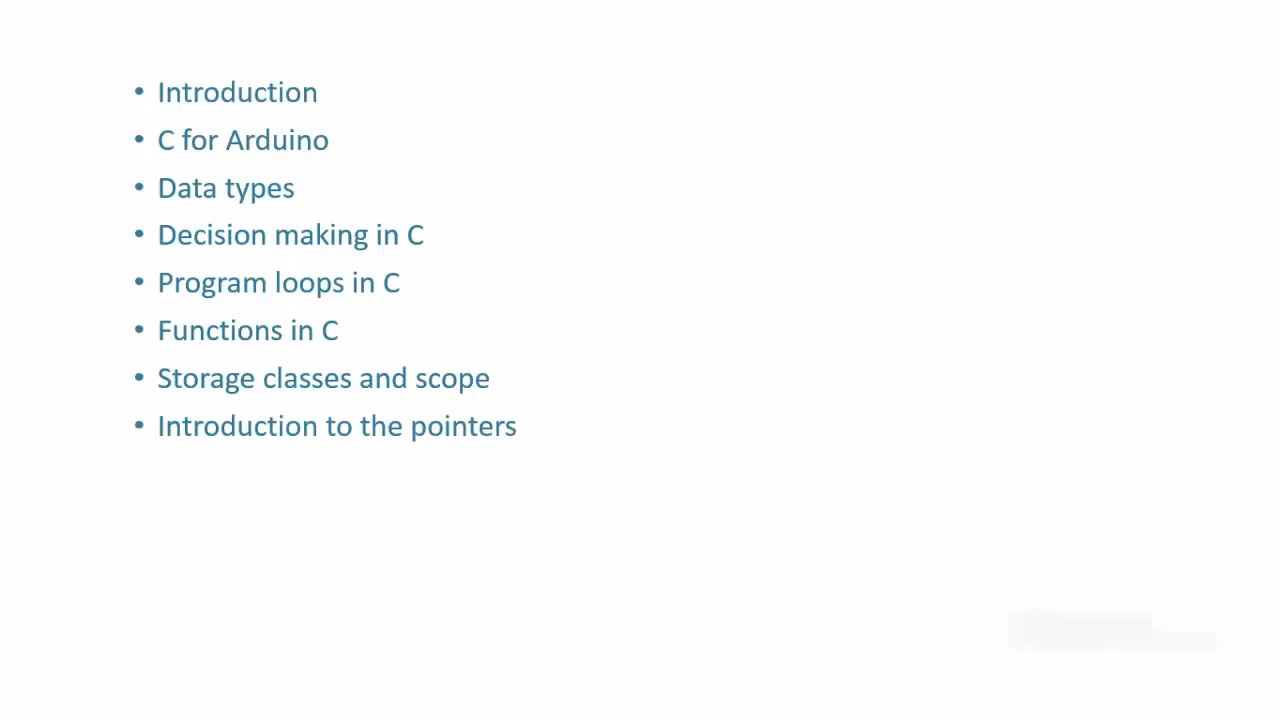 • Introduction
• C for Arduino
• Data types
• Decision making in C
• Program loops in C
• Functions in C
• Storage classes and scope
• Introduction to the pointers